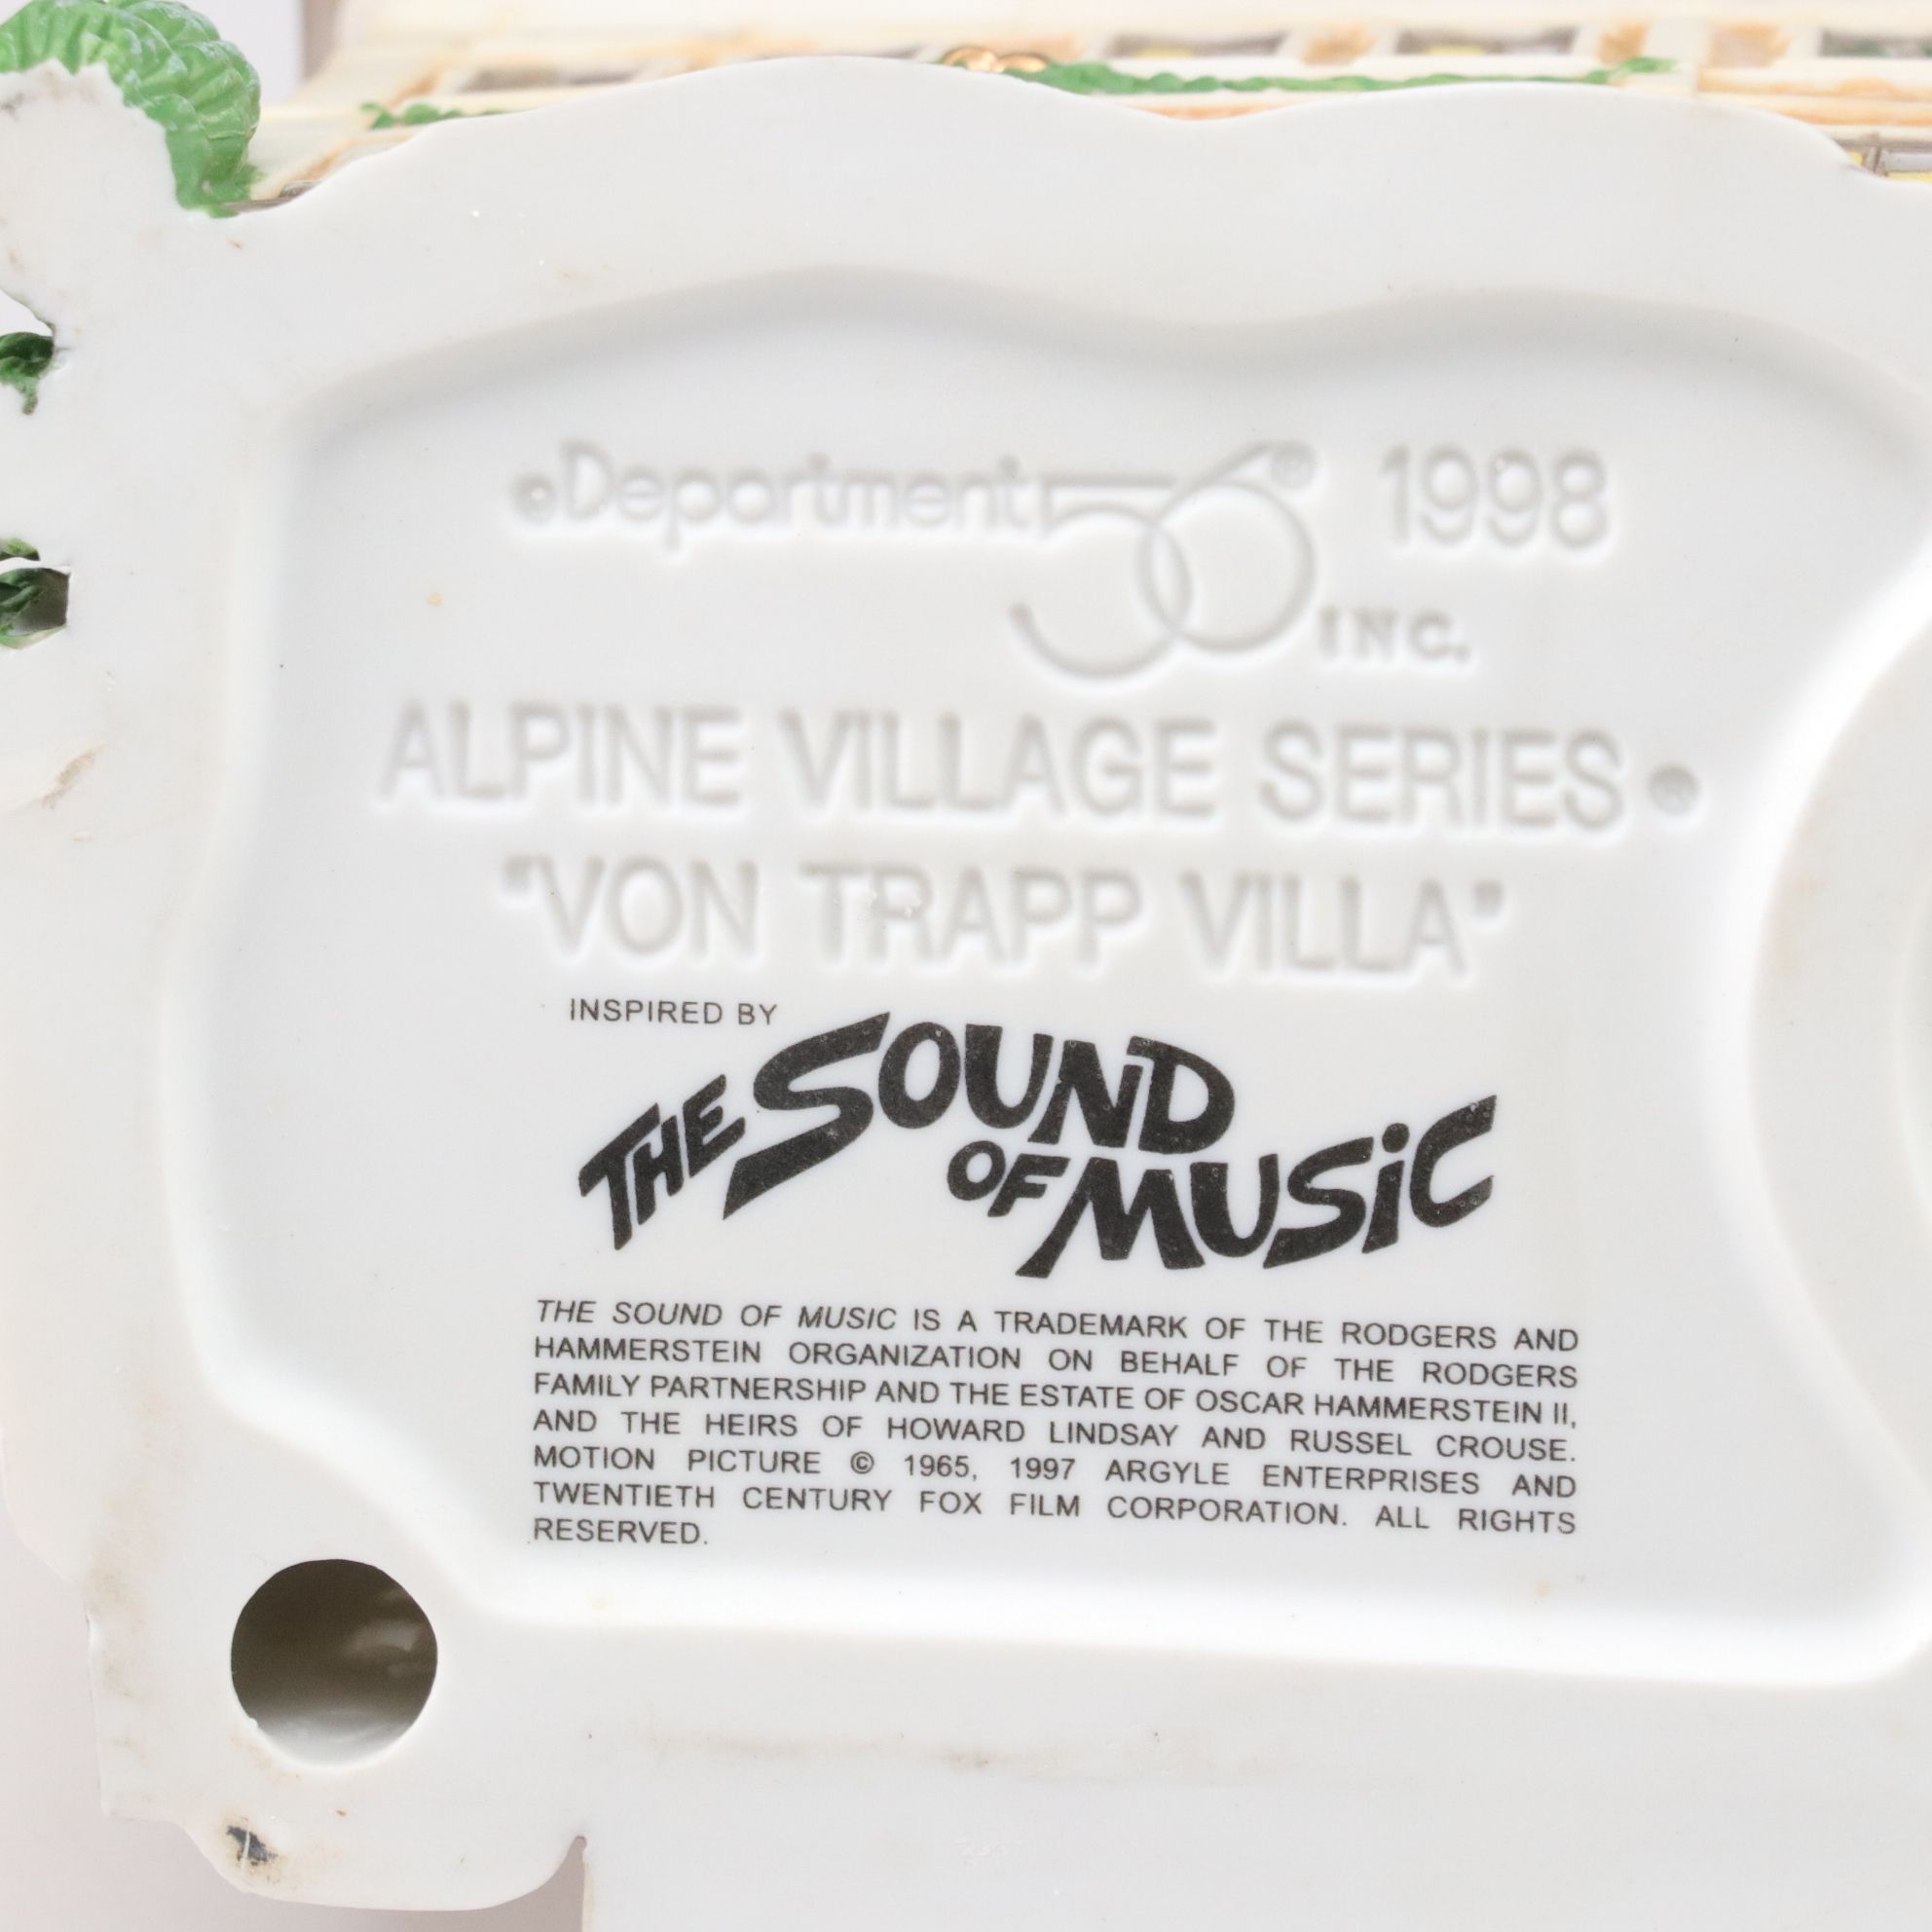 ©Department 56® 1998
INC.
ALPINE VILLAGE SERIES®
"VON TRAPP VILLA"
INSPIRED BY
THE SOUND
OF MUSiC
THE SOUND OF MUSIC IS A TRADEMARK OF THE RODGERS AND
HAMMERSTEIN ORGANIZATION ON BEHALF OF THE RODGERS
FAMILY PARTNERSHIP AND THE ESTATE OF OSCAR HAMMERSTEIN II,
AND THE HEIRS OF HOWARD LINDSAY AND RUSSEL CROUSE.
MOTION PICTURE © 1965, 1997 ARGYLE ENTERPRISES AND
TWENTIETH CENTURY FOX FILM CORPORATION. ALL RIGHTS
RESERVED.